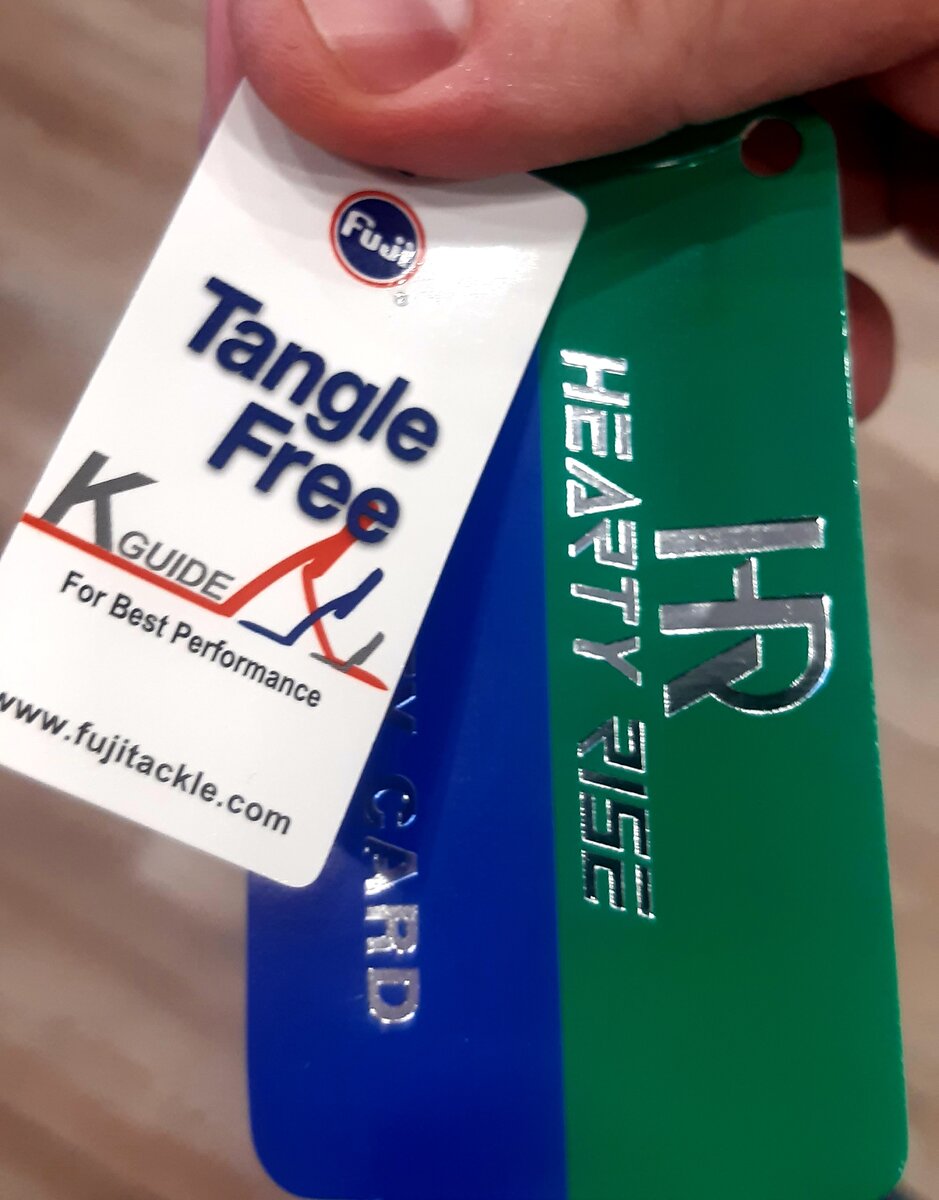 Fuji
®
Tangle
Free
K GUIDE
For Best Performance
www.fujitackle.com
HR
HEARTY RISE
Y CARD